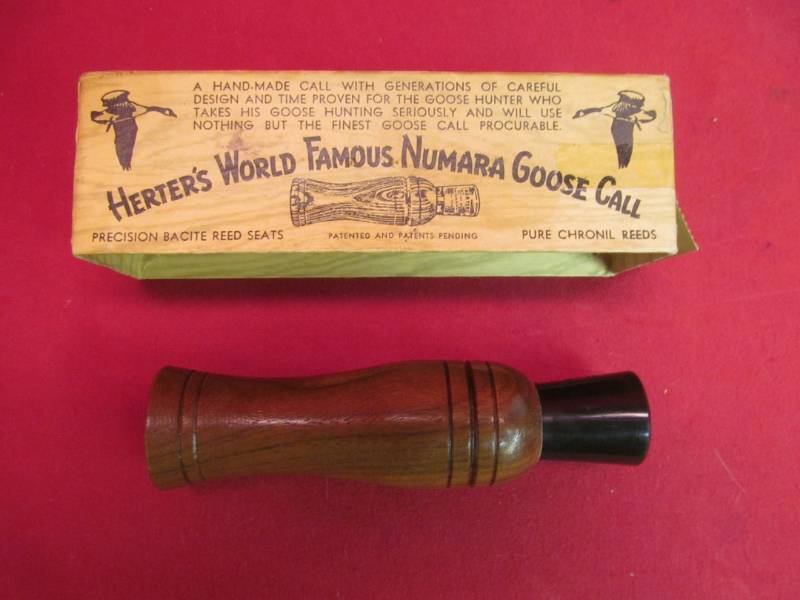 A HAND-MADE CALL WITH GENERATIONS OF CAREFUL
DESIGN AND TIME PROVEN FOR THE GOOSE HUNTER WHO
TAKES HIS GOOSE HUNTING SERIOUSLY AND WILL USE
NOTHING BUT THE FINEST GOOSE CALL PROCURABLE.
HERTER'S WORLD FAMOUS NUMARA GOOSE CALL
PRECISION BACITE REED SEATS PATENTED AND PATENTS PENDING PURE CHRONIL REEDS